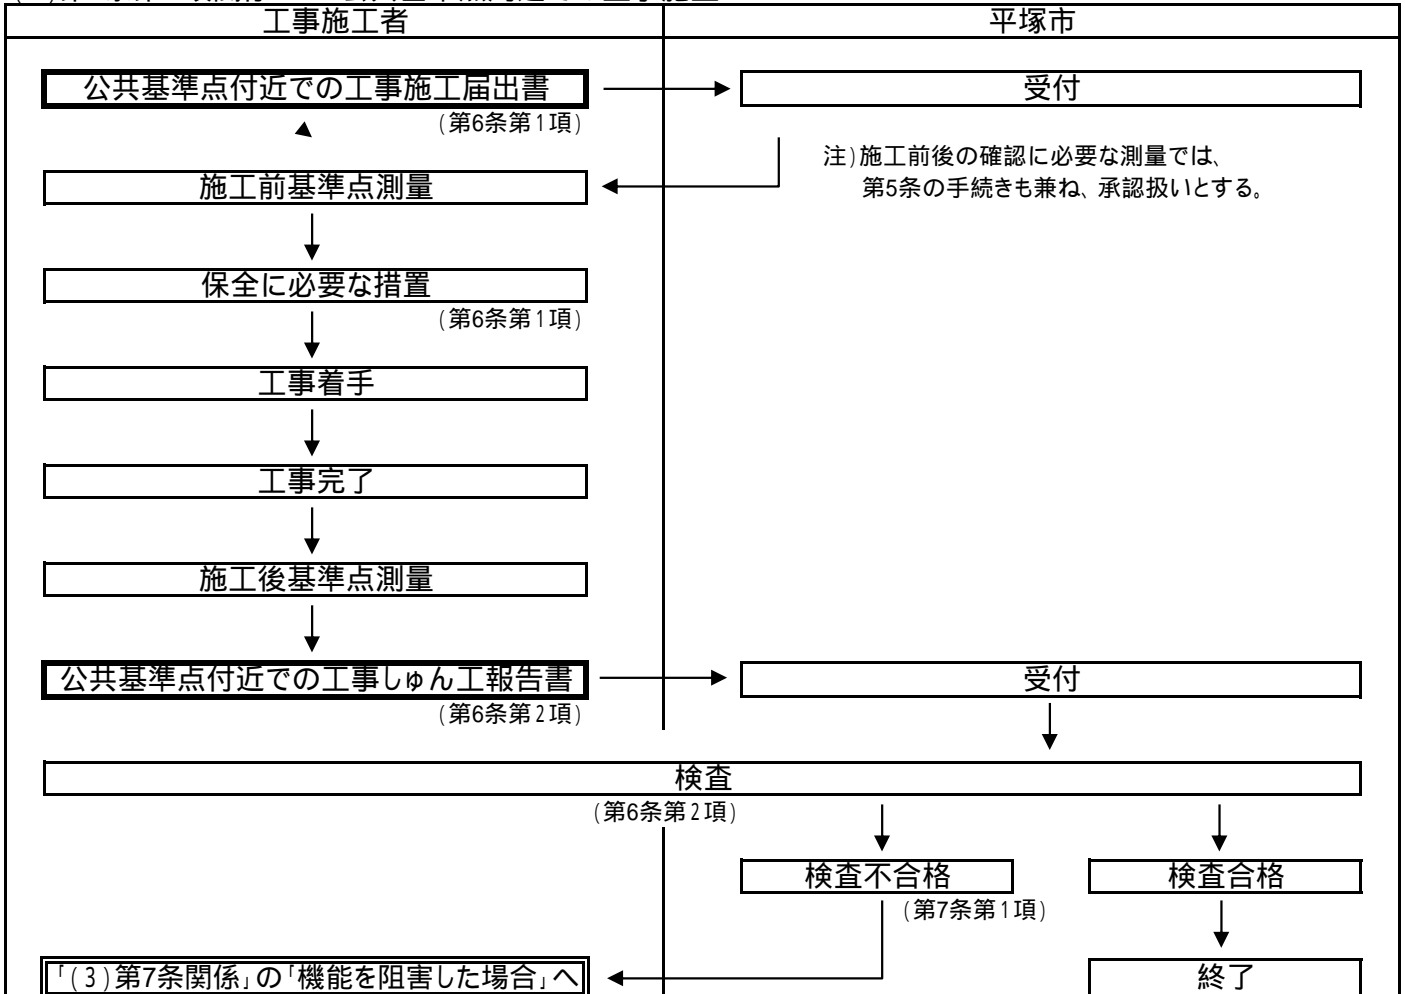 工事施工者
平塚市
公共基準点付近での工事施工届出書
受付
(第6条第1項)
注)施工前後の確認に必要な測量では、
第5条の手続きも兼ね、承認扱いとする。
施工前基準点測量
保全に必要な措置
(第6条第1項)
工事着手
工事完了
施工後基準点測量
公共基準点付近での工事しゅん工報告書
受付
(第6条第2項)
検査
(第6条第2項)
検査不合格
検査合格
(第7条第1項)
「(3)第7条関係」の「機能を阻害した場合」へ
終了